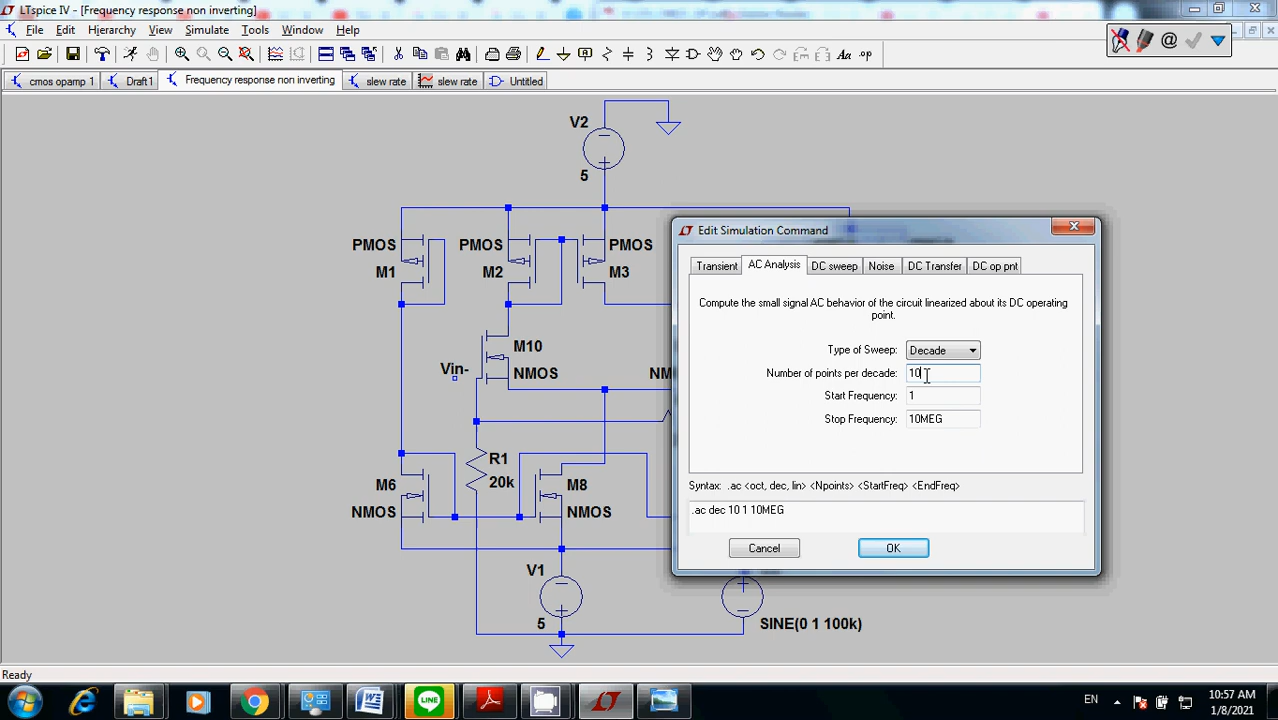 LTspice IV - [Frequency response non inverting]
File Edit Hierarchy View Simulate Tools Window Help
cmos opamp 1 Draft1 Frequency response non inverting slew rate slew rate Untitled
V2
5
PMOS PMOS PMOS
M1 M2 M3
M10
Vin- NMOS NM
R1
20k
M6 M8
NMOS NMOS
V1
5
SINE(0 1 100k)
Edit Simulation Command
Transient AC Analysis DC sweep Noise DC Transfer DC op pnt
Compute the small signal AC behavior of the circuit linearized about its DC operating
point.
Type of Sweep: Decade
Number of points per decade: 10
Start Frequency: 1
Stop Frequency: 10MEG
Syntax: .ac <oct, dec, lin> <Npoints> <StartFreq> <EndFreq>
.ac dec 10 1 10MEG
Cancel OK
Ready
EN 10:57 AM
1/8/2021